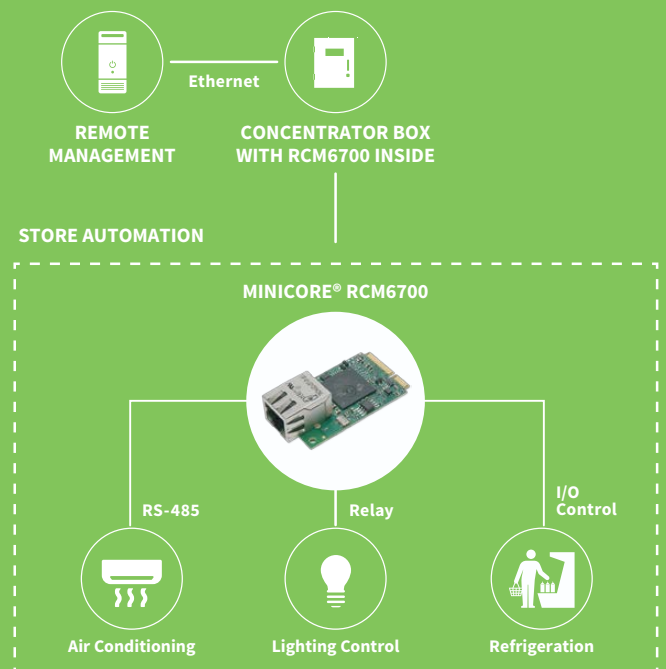 Ethernet
REMOTE
MANAGEMENT
CONCENTRATOR BOX
WITH RCM6700 INSIDE
STORE AUTOMATION
MINICORE® RCM6700
RS-485
Relay
I/O
Control
Air Conditioning
Lighting Control
Refrigeration